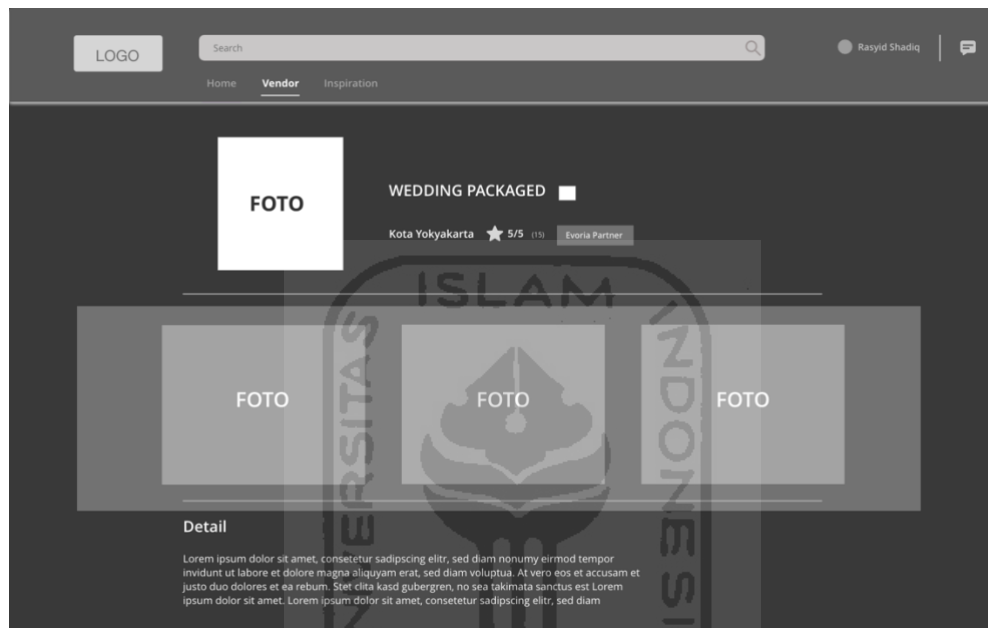 LOGO
Search
Rasyid Shadiq
Home Vendor Inspiration
FOTO
WEDDING PACKAGED
Kota Yokyakarta 5/5 (15) Evoria Partner
FOTO FOTO FOTO
Detail
Lorem ipsum dolor sit amet, consetetur sadipscing elitr, sed diam nonumy eirmod tempor
invidunt ut labore et dolore magna aliquyam erat, sed diam voluptua. At vero eos et accusam et
justo duo dolores et ea rebum. Stet clita kasd gubergren, no sea takimata sanctus est Lorem
ipsum dolor sit amet. Lorem ipsum dolor sit amet, consetetur sadipscing elitr, sed diam
ISLAM